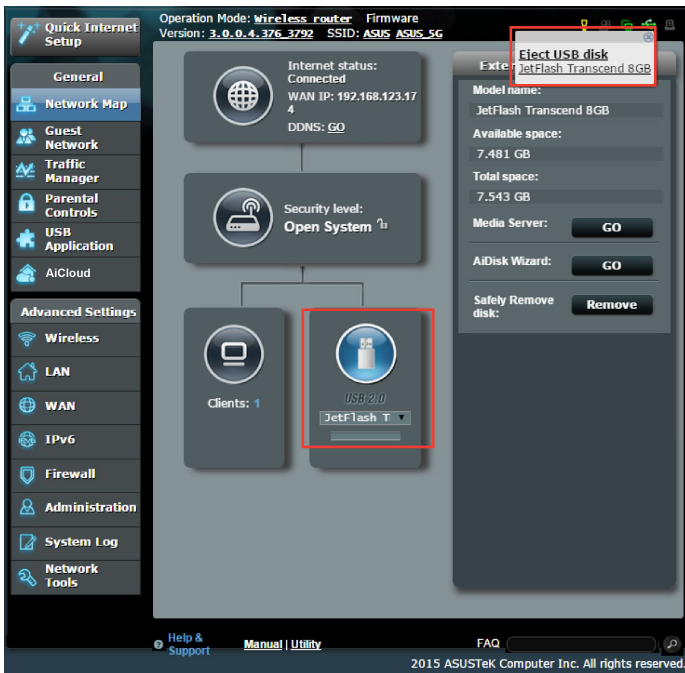 Quick Internet
Setup
Operation Mode: Wireless router Firmware
Version: 3.0.0.4.376_3792 SSID: ASUS ASUS_5G
Eject USB disk
JetFlash Transcend 8GB
General
Network Map
Guest
Network
Traffic
Manager
Parental
Controls
USB
Application
AiCloud
Advanced Settings
Wireless
LAN
WAN
IPv6
Firewall
Administration
System Log
Network
Tools
Internet status:
Connected
WAN IP: 192.168.123.17
4
DDNS: GO
Security level:
Open System
Clients: 1
USB 2.0
JetFlash T
Model name:
JetFlash Transcend 8GB
Available space:
7.481 GB
Total space:
7.543 GB
Media Server: GO
AiDisk Wizard: GO
Safely Remove
disk: Remove
Help &
Support
Manual | Utility
FAQ
2015 ASUSTeK Computer Inc. All rights reserved.